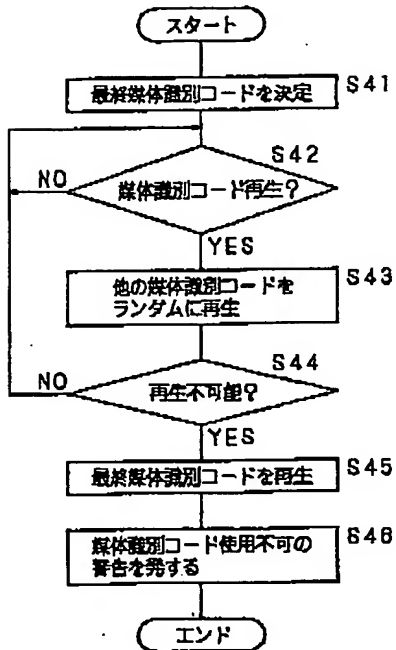 スタート
最終媒体識別コードを決定
S41
S42
NO
媒体識別コード再生?
YES
他の媒体識別コードを
ランダムに再生
S43
S44
NO
再生不可能?
YES
最終媒体識別コードを再生
S45
媒体識別コード使用不可の
警告を発する
S46
エンド